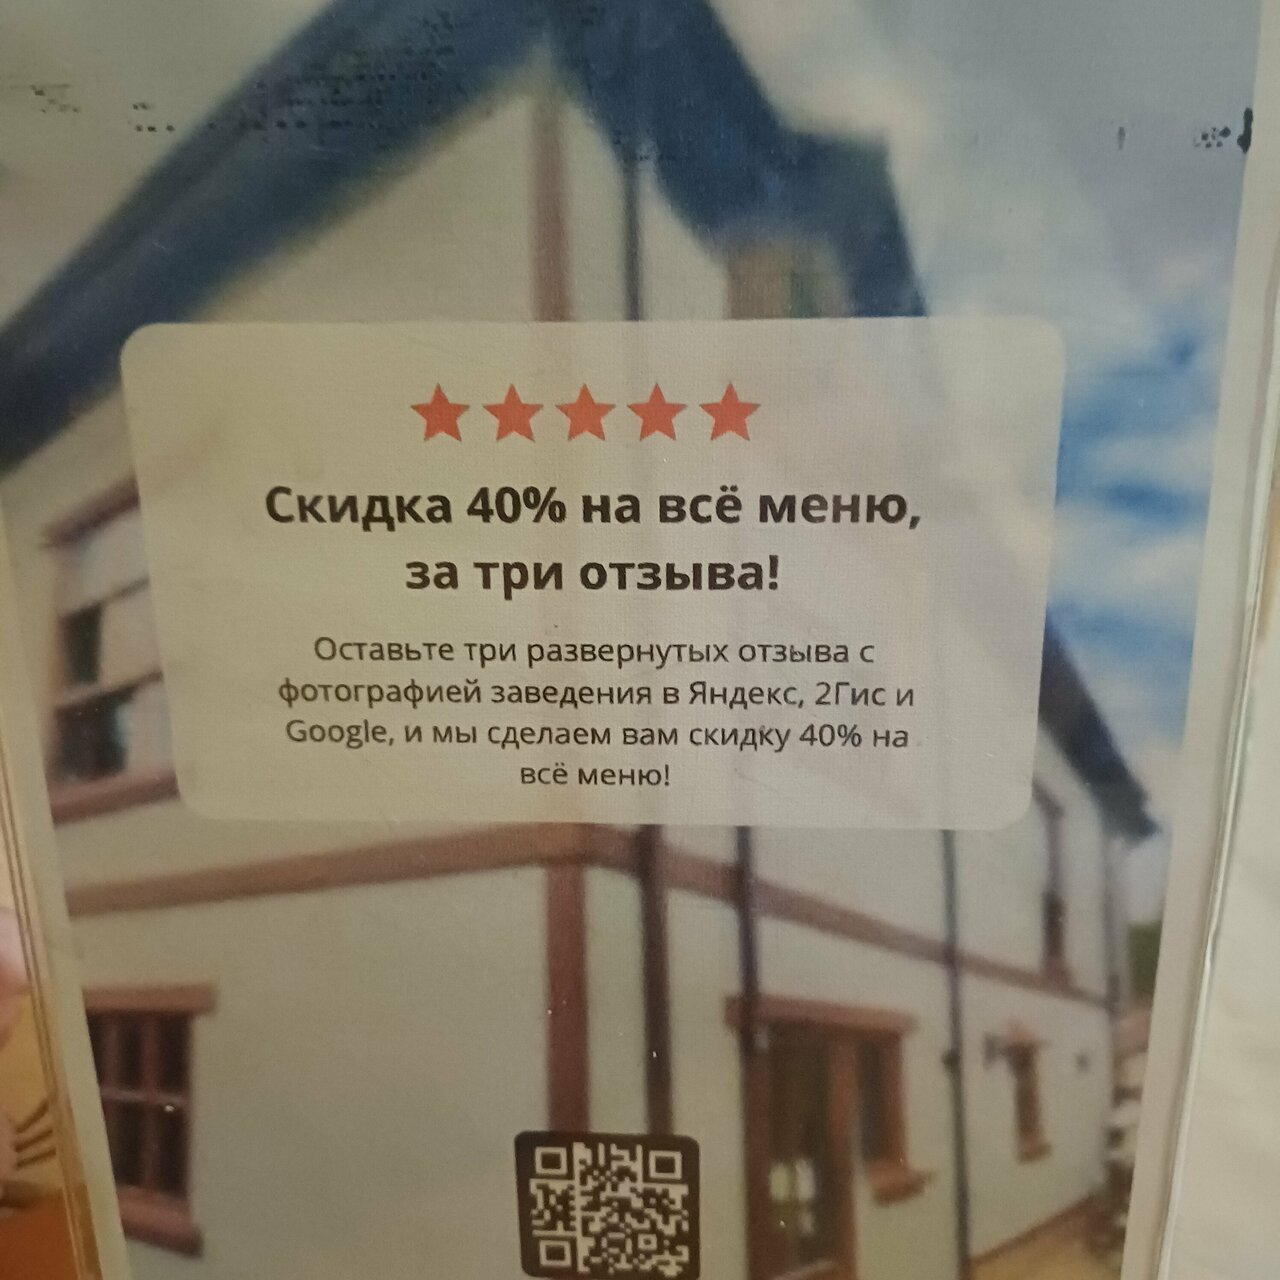 Скидка 40% на всё меню,
за три отзыва!
Оставьте три развернутых отзыва с
фотографией заведения в Яндекс, 2Гис и
Google, и мы сделаем вам скидку 40% на
всё меню!